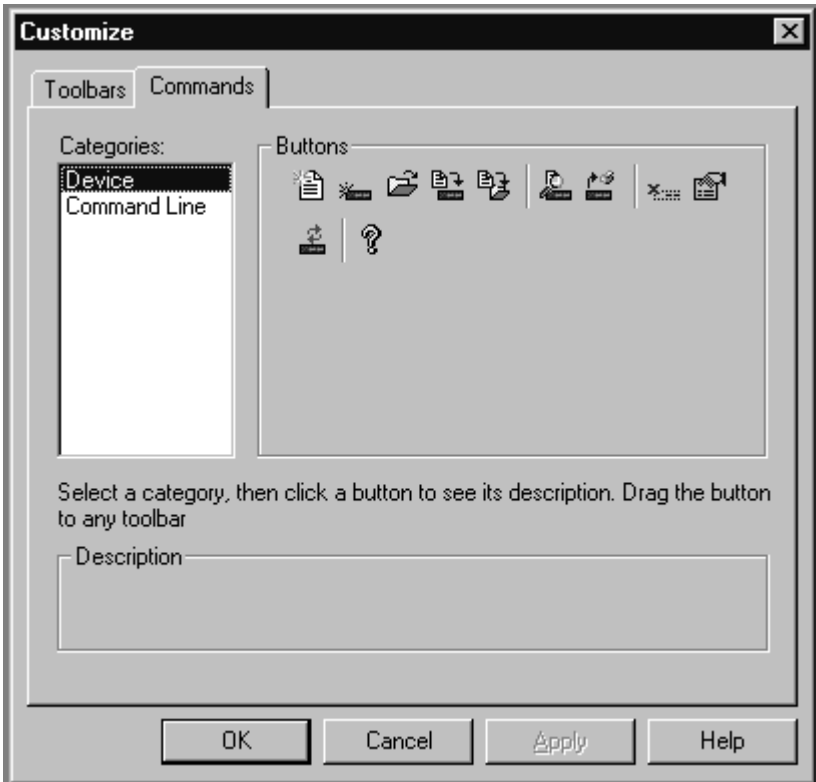 Customize
Toolbars
Commands
Categories:
Device
Command Line
Buttons
Select a category, then click a button to see its description. Drag the button
to any toolbar
Description
OK
Cancel
Apply
Help